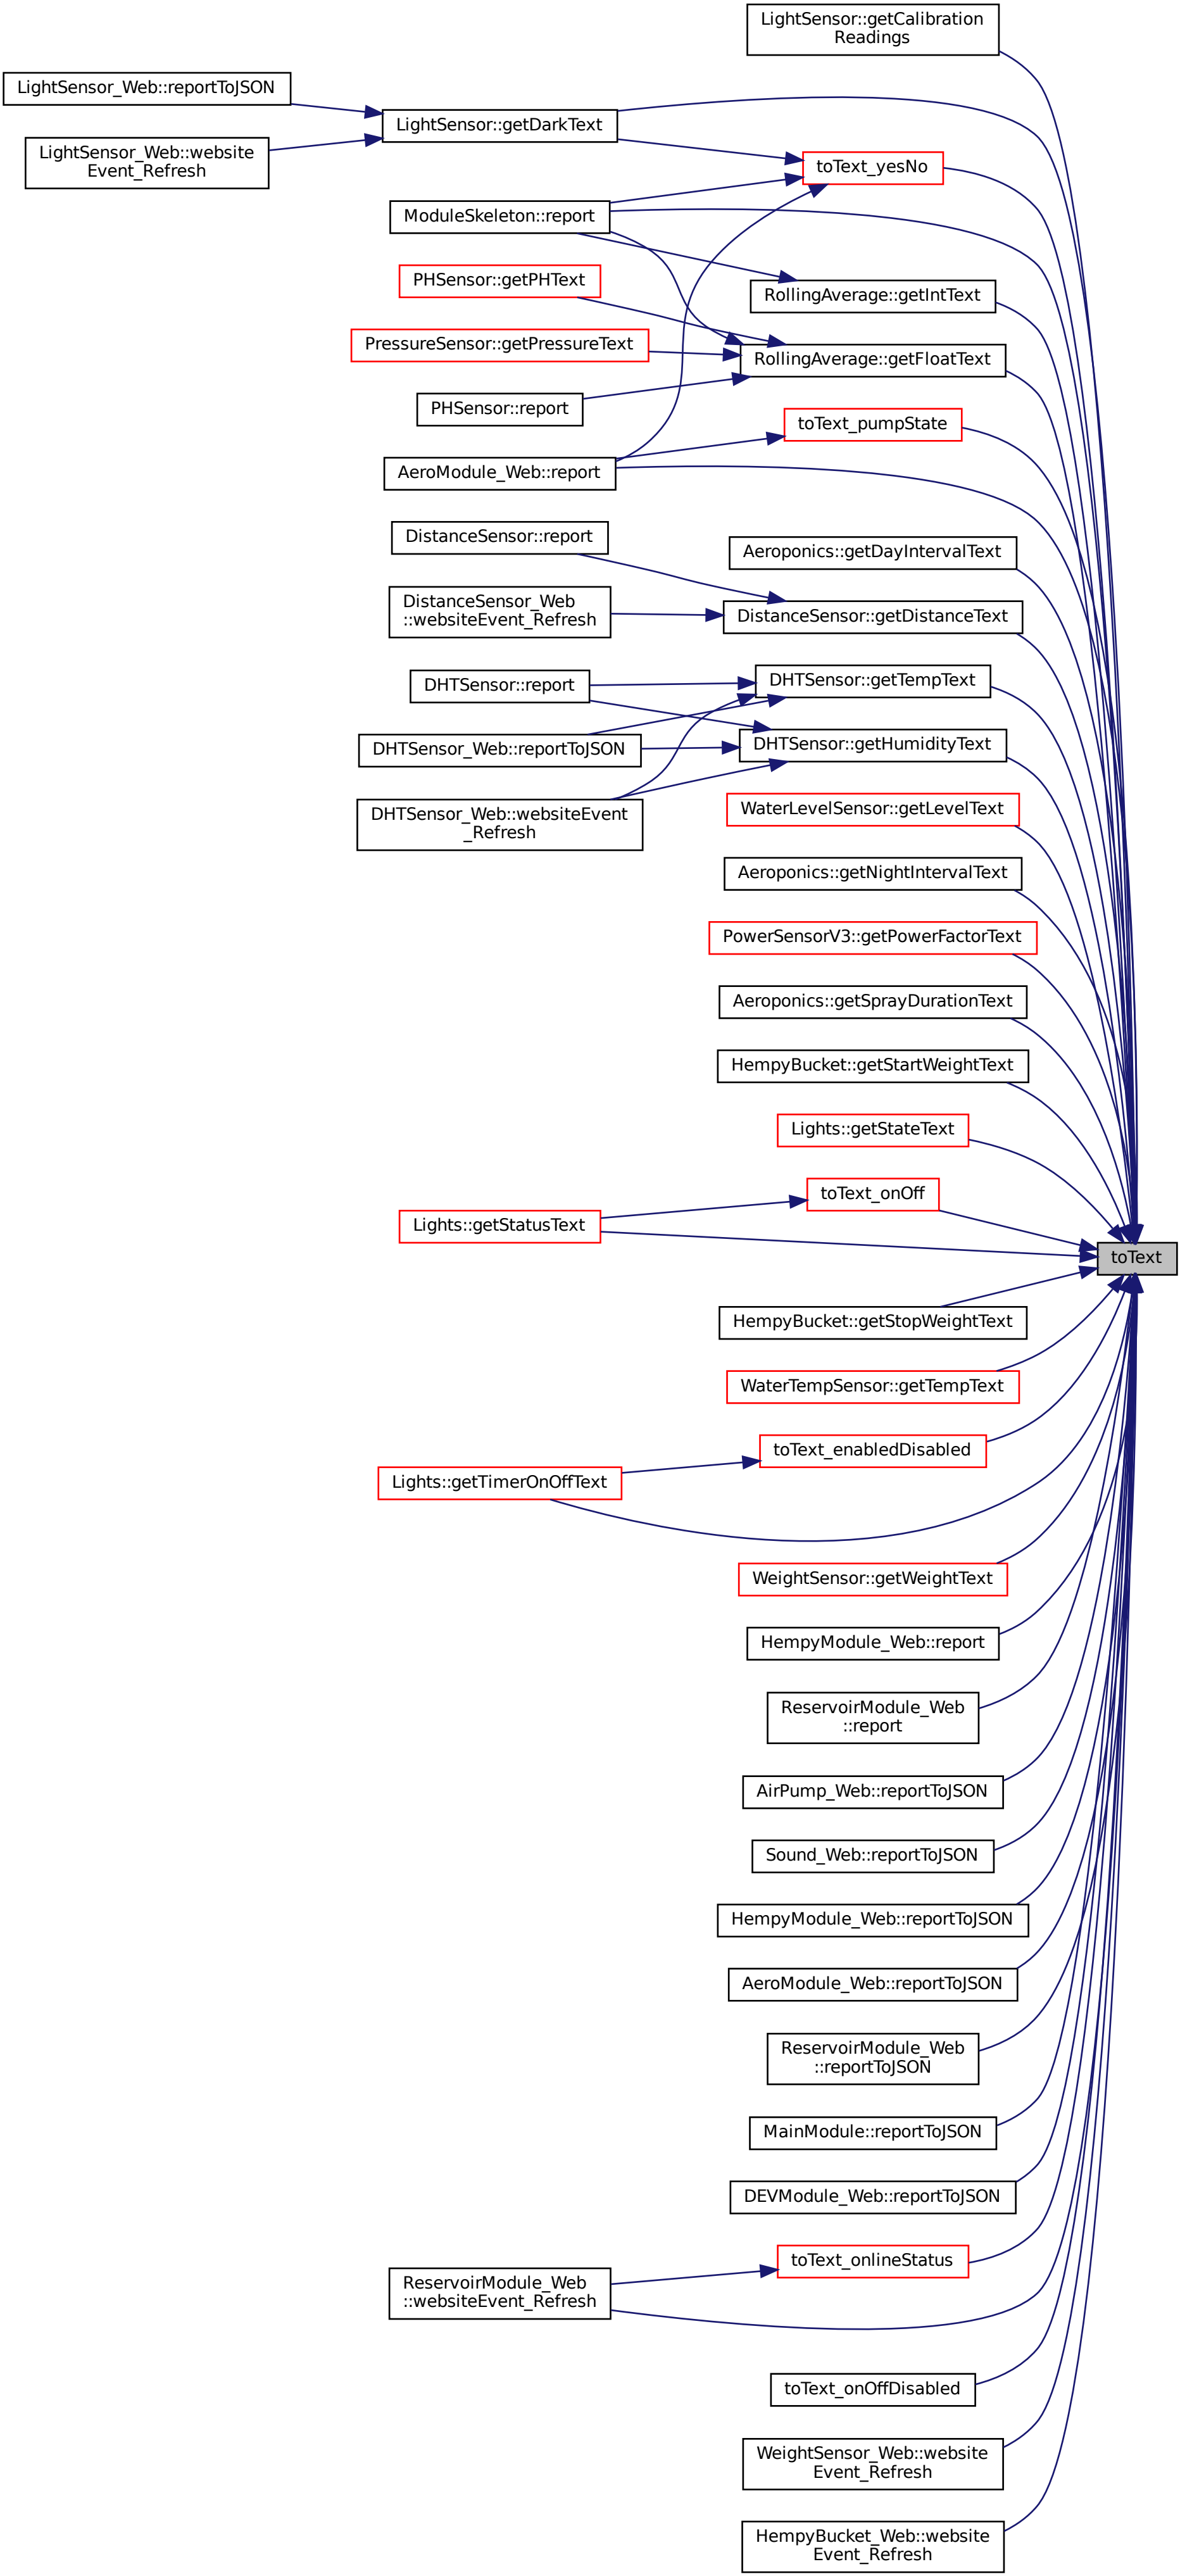 LightSensor::getCalibration
Readings
LightSensor_Web::reportToJSON
LightSensor::getDarkText
LightSensor_Web::website
Event_Refresh
toText_yesNo
ModuleSkeleton::report
PHSensor::getPHText
RollingAverage::getIntText
PressureSensor::getPressureText
RollingAverage::getFloatText
PHSensor::report
toText_pumpState
AeroModule_Web::report
DistanceSensor::report
Aeroponics::getDayIntervalText
DistanceSensor_Web
::websiteEvent_Refresh
DistanceSensor::getDistanceText
DHTSensor::report
DHTSensor::getTempText
DHTSensor_Web::reportToJSON
DHTSensor::getHumidityText
DHTSensor_Web::websiteEvent
_Refresh
WaterLevelSensor::getLevelText
Aeroponics::getNightIntervalText
PowerSensorV3::getPowerFactorText
Aeroponics::getSprayDurationText
HempyBucket::getStartWeightText
Lights::getStateText
toText_onOff
Lights::getStatusText
toText
HempyBucket::getStopWeightText
WaterTempSensor::getTempText
toText_enabledDisabled
Lights::getTimerOnOffText
WeightSensor::getWeightText
HempyModule_Web::report
ReservoirModule_Web
::report
AirPump_Web::reportToJSON
Sound_Web::reportToJSON
HempyModule_Web::reportToJSON
AeroModule_Web::reportToJSON
ReservoirModule_Web
::reportToJSON
MainModule::reportToJSON
DEVModule_Web::reportToJSON
toText_onlineStatus
ReservoirModule_Web
::websiteEvent_Refresh
toText_onOffDisabled
WeightSensor_Web::website
Event_Refresh
HempyBucket_Web::website
Event_Refresh